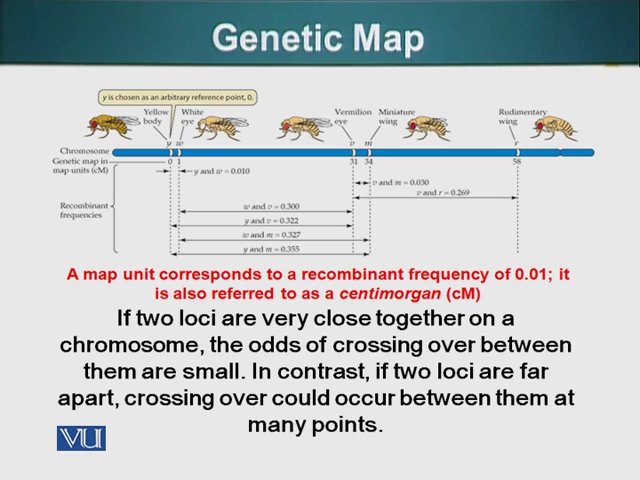 Genetic Map
y is chosen as an arbitrary reference point, 0.
Yellow body
White eye
Vermilion eye
Miniature wing
Rudimentary wing
y w v m r
Chromosome
Genetic map in map units (cM)
0 1 31 34 58
Recombinant frequencies
y and w = 0.010
v and m = 0.030
v and r = 0.269
w and v = 0.300
y and v = 0.322
w and m = 0.327
y and m = 0.355
A map unit corresponds to a recombinant frequency of 0.01; it
is also referred to as a centimorgan (cM)
If two loci are very close together on a
chromosome, the odds of crossing over between
them are small. In contrast, if two loci are far
apart, crossing over could occur between them at
many points.
VU